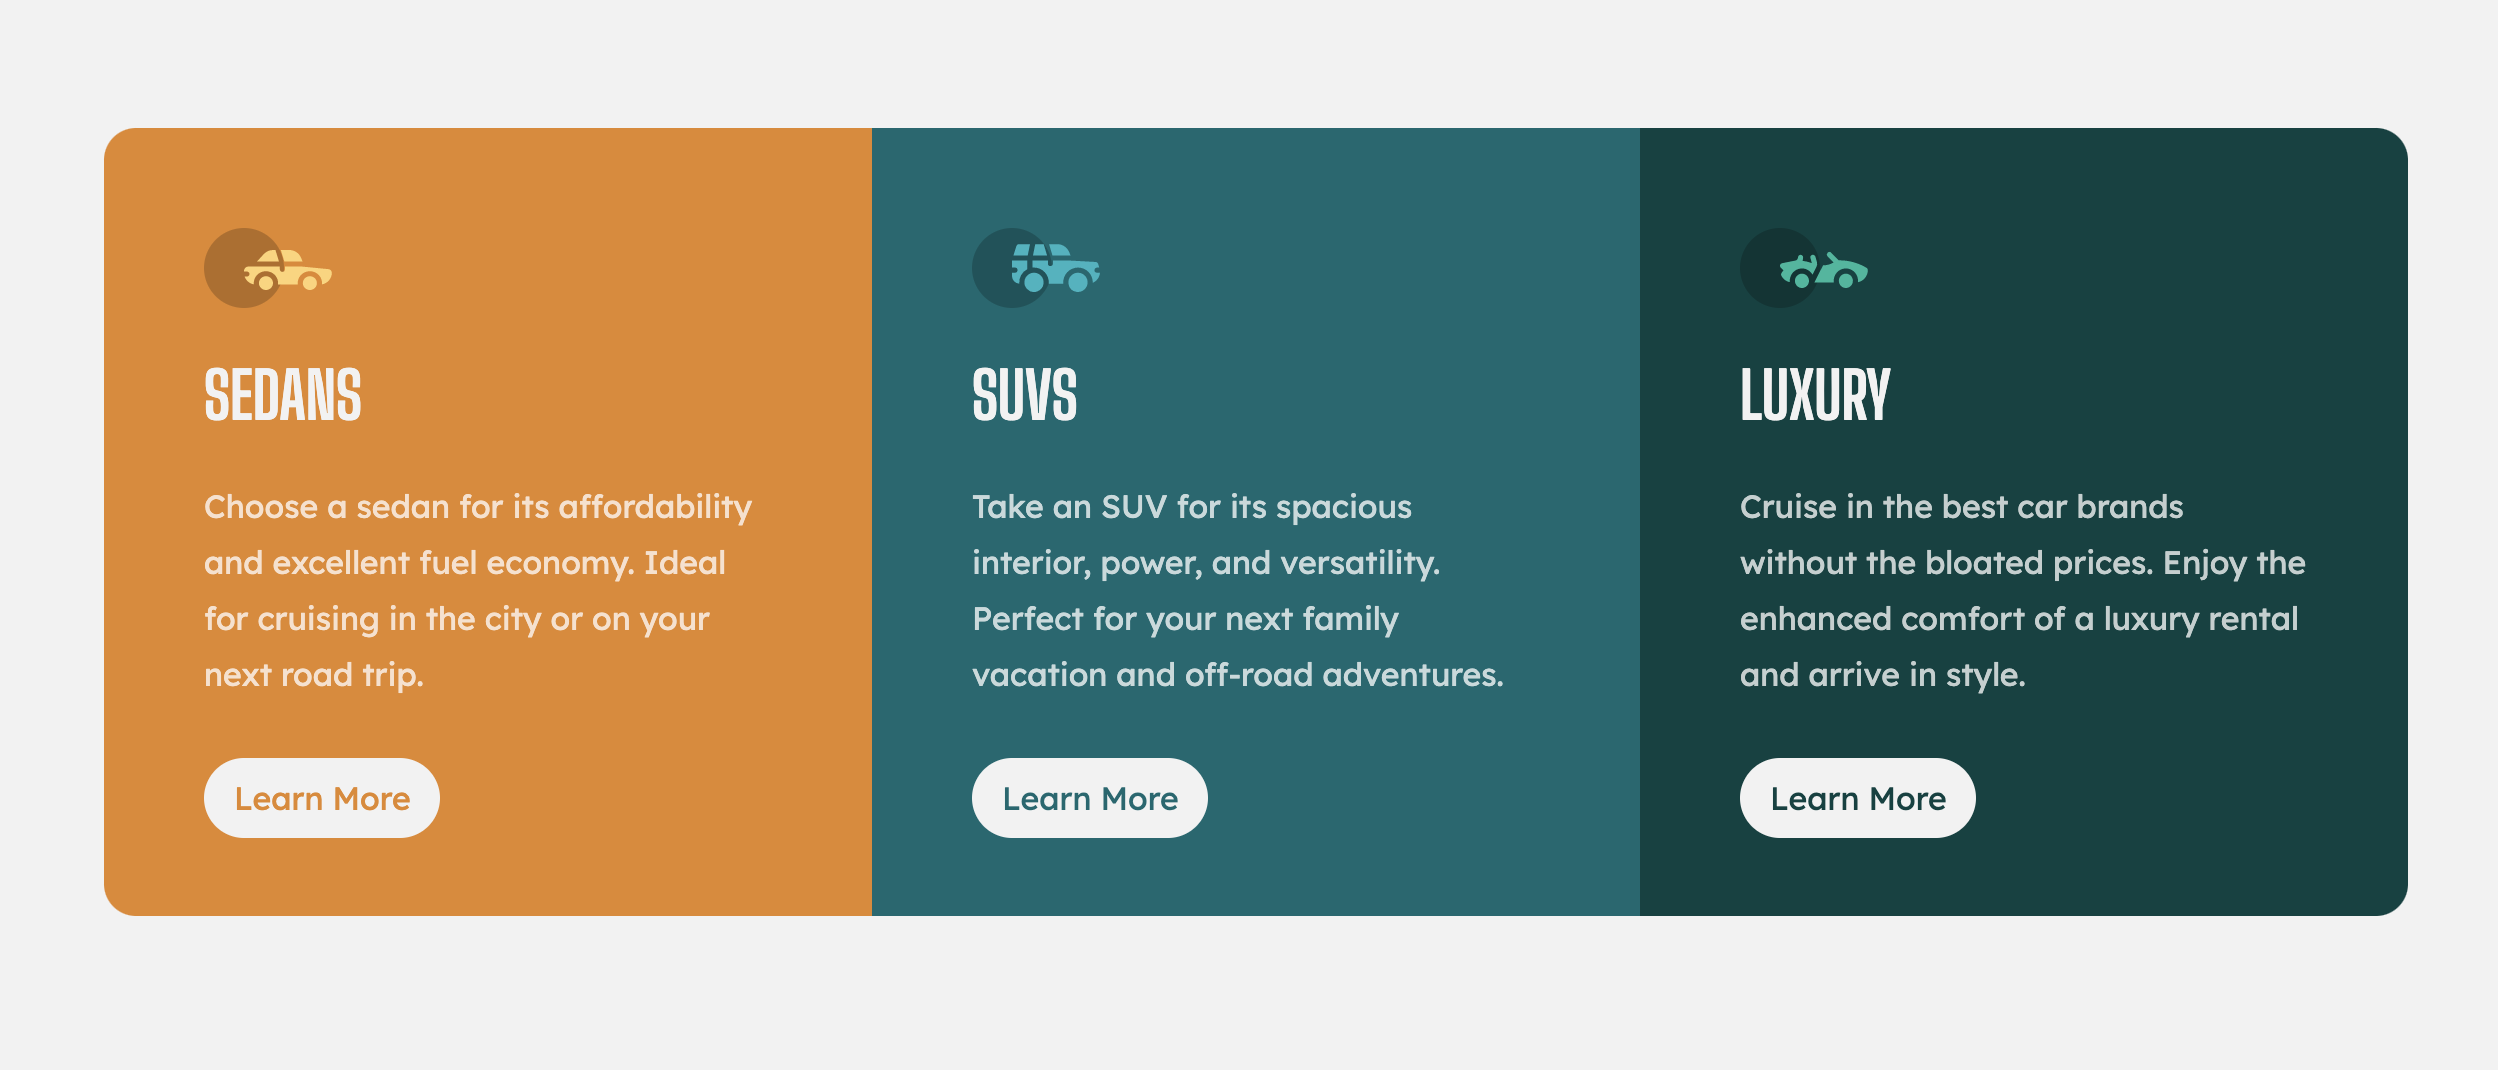 SEDANS
Choose a sedan for its affordability
and excellent fuel economy. Ideal
for cruising in the city or on your
next road trip.
Learn More
SUVS
Take an SUV for its spacious
interior, power, and versatility.
Perfect for your next family
vacation and off-road adventures.
Learn More
LUXURY
Cruise in the best car brands
without the bloated prices. Enjoy the
enhanced comfort of a luxury rental
and arrive in style.
Learn More